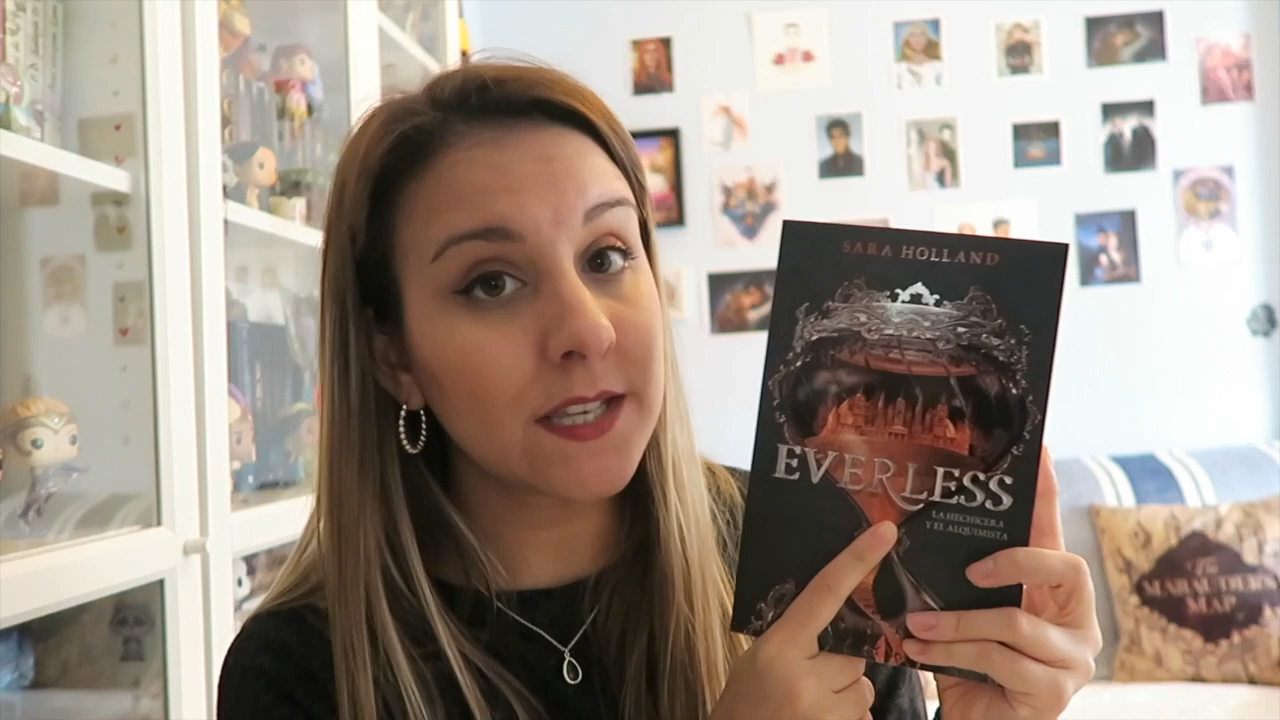 SARA HOLLAND
EVERLESS
LA HECHICERA
Y EL ALQUIMISTA
The
MARAUDER'S
MAP